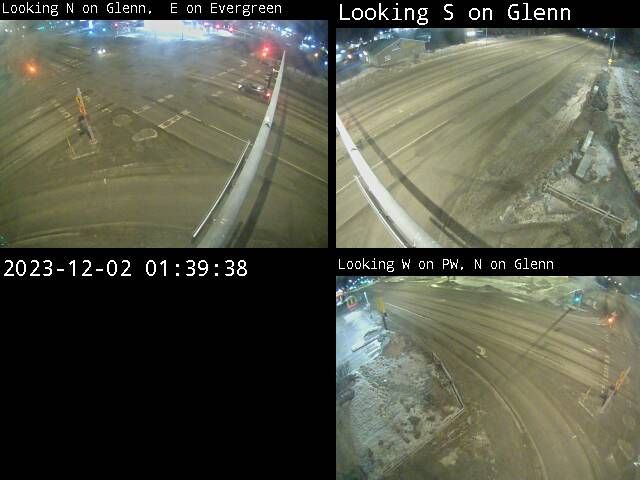 Looking N on Glenn, E on Evergreen
Looking S on Glenn
2023-12-02 01:39:38
Looking W on PW, N on Glenn